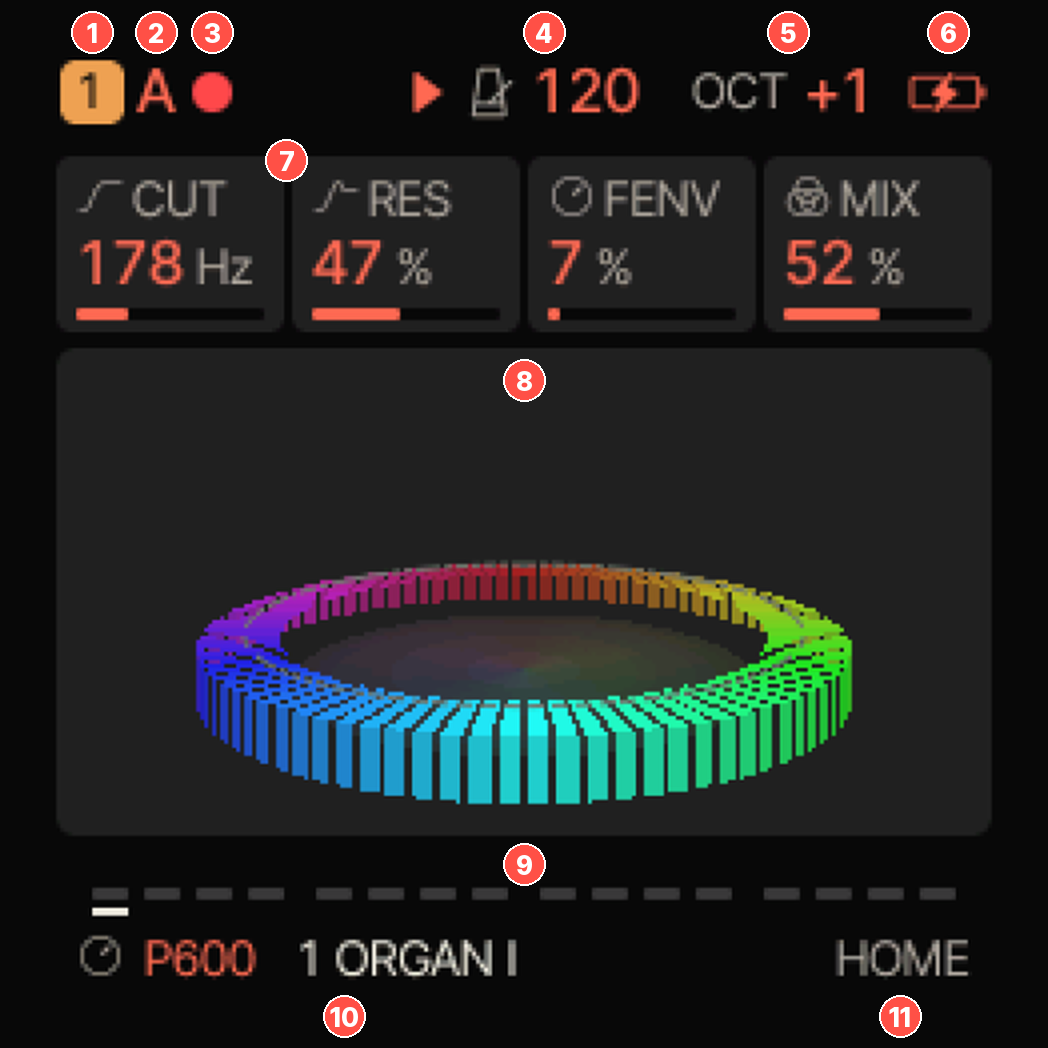 1 2 3 4 5 6
1 A 120 OCT +1
7
CUT RES FENV MIX
178 Hz 47 % 7 % 52 %
8
9
P600 1 ORGAN I HOME
10 11